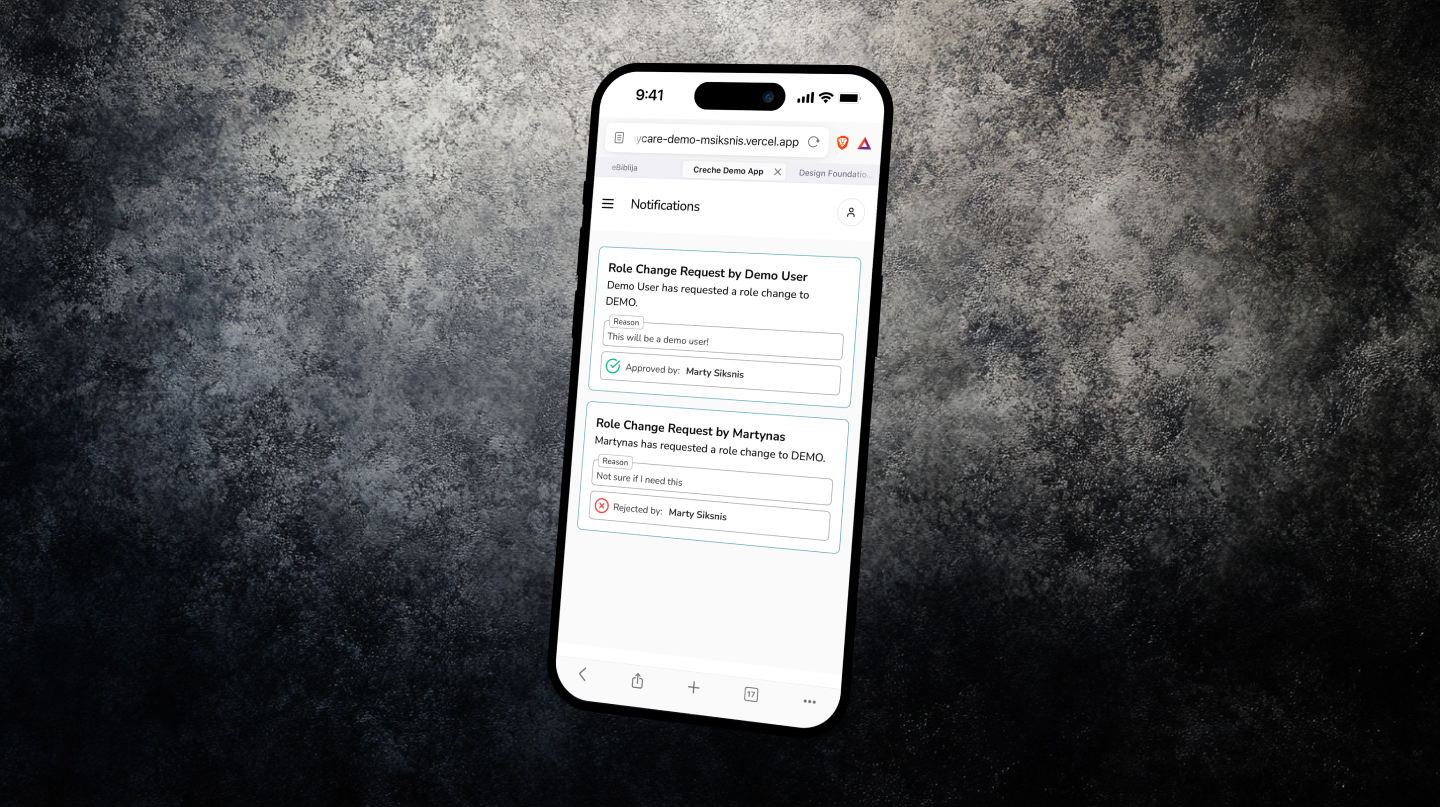 9:41
ycare-demo-msiksnis.vercel.app
eBiblija
Creche Demo App
Design Foundatio...
Notifications
Role Change Request by Demo User
Demo User has requested a role change to
DEMO.
Reason
This will be a demo user!
Approved by: Marty Siksnis
Role Change Request by Martynas
Martynas has requested a role change to DEMO.
Reason
Not sure if I need this
Rejected by: Marty Siksnis
17